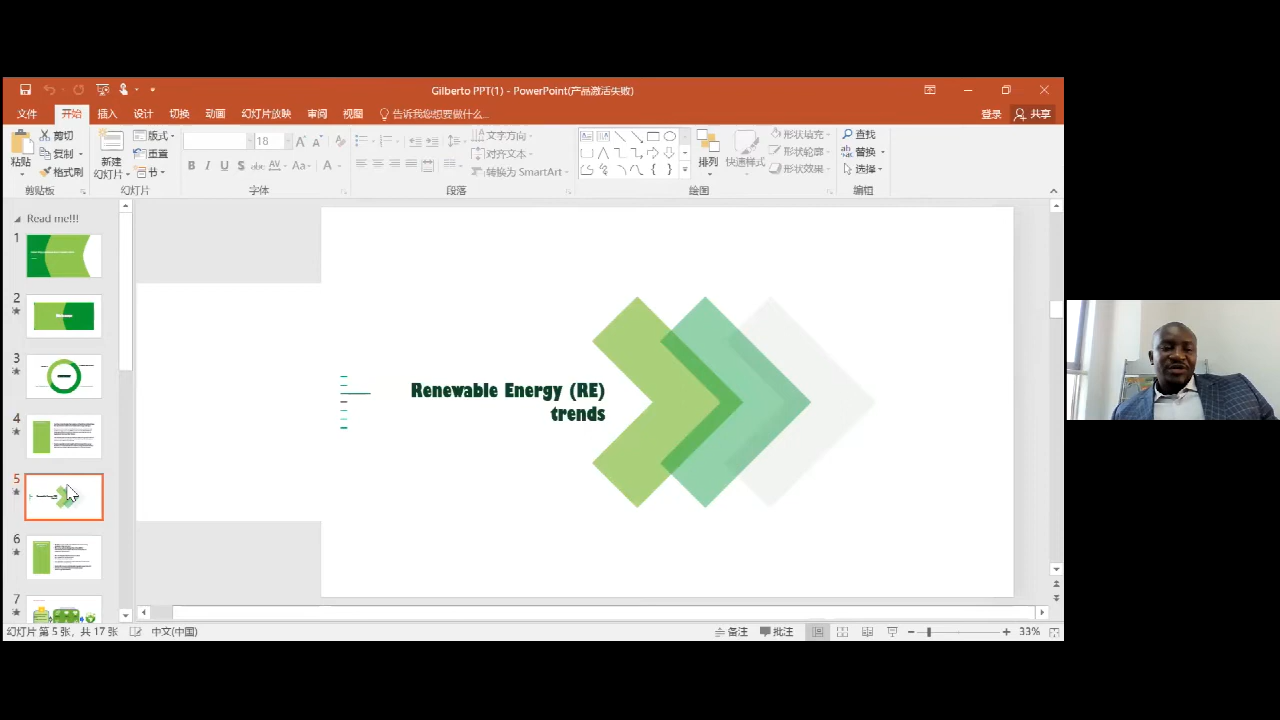 Gilberto PPT(1) - PowerPoint(产品激活失败)
文件 开始 插入 设计 切换 动画 幻灯片放映 审阅 视图 告诉我您想要做什么... 登录 共享
粘贴 剪切 复制 格式刷 剪贴板
新建 幻灯片 版式 重置 节 幻灯片
18 B I U S abc AV Aa A 字体
文字方向 对齐文本 转换为 SmartArt 段落
排列 快速样式 形状填充 形状轮廓 形状效果 绘图
查找 替换 选择 编辑
Read me!!!
1
2
3
4
5
6
7
Renewable Energy (RE)
trends
幻灯片 第 5 张，共 17 张 中文(中国) 备注 批注 33%